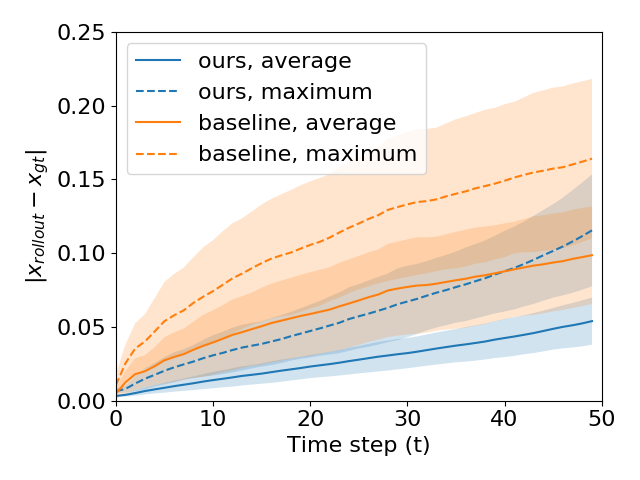 0.25
0.20
0.15
0.10
0.05
0.00
|x_rollout − x_gt|
ours, average
ours, maximum
baseline, average
baseline, maximum
0 10 20 30 40 50
Time step (t)